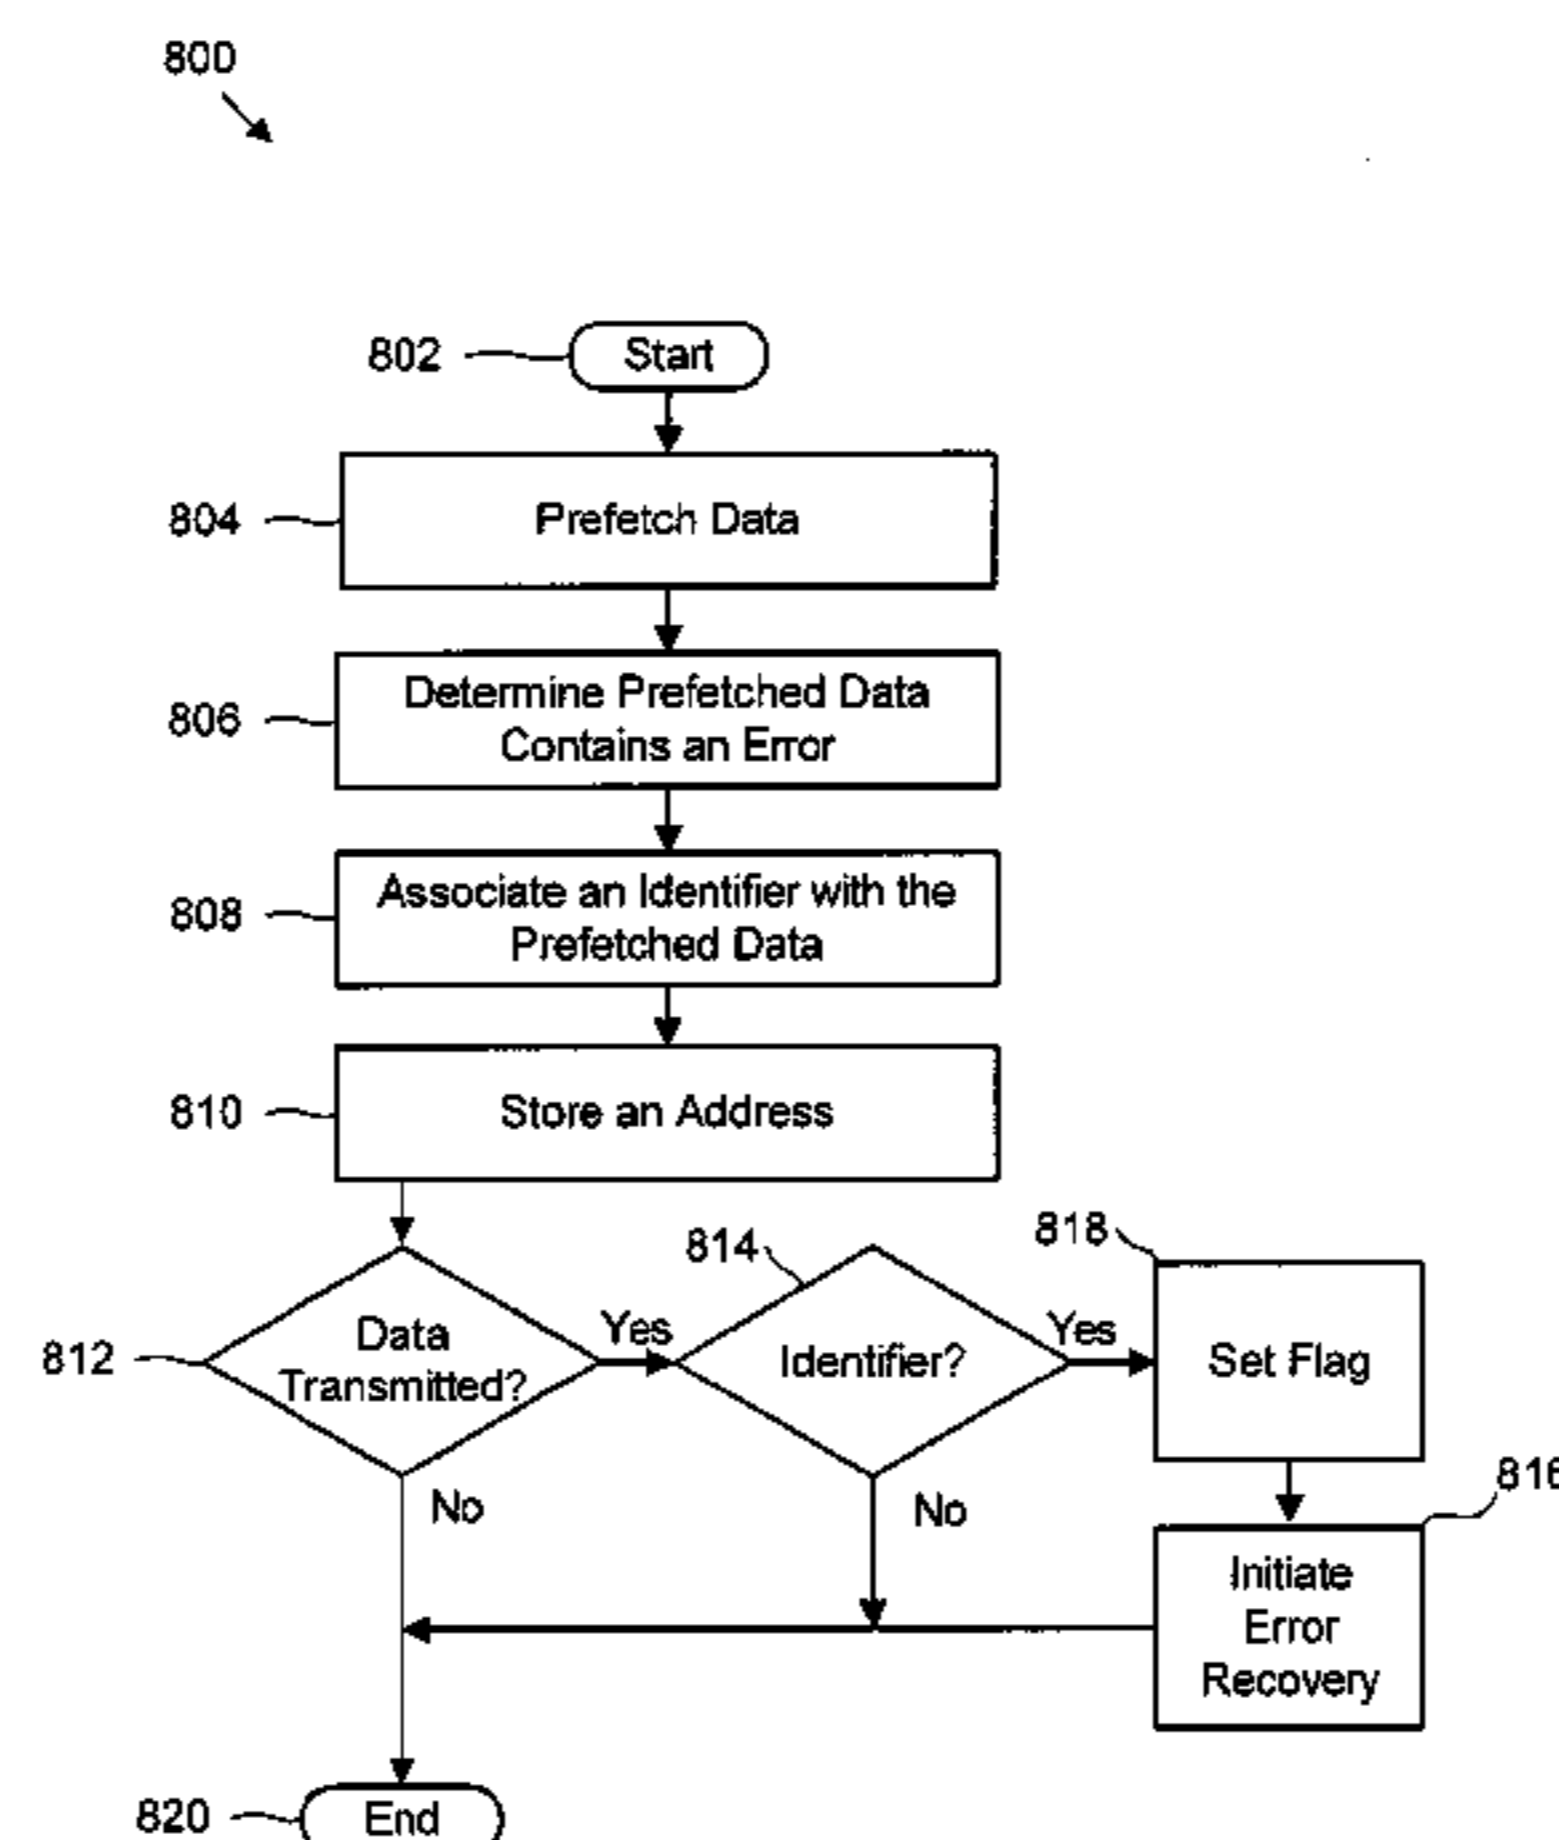 800
802
Start
804
Prefetch Data
806
Determine Prefetched Data
Contains an Error
808
Associate an Identifier with the
Prefetched Data
810
Store an Address
812
Data
Transmitted?
Yes
No
814
Identifier?
Yes
No
818
Set Flag
816
Initiate
Error
Recovery
820
End